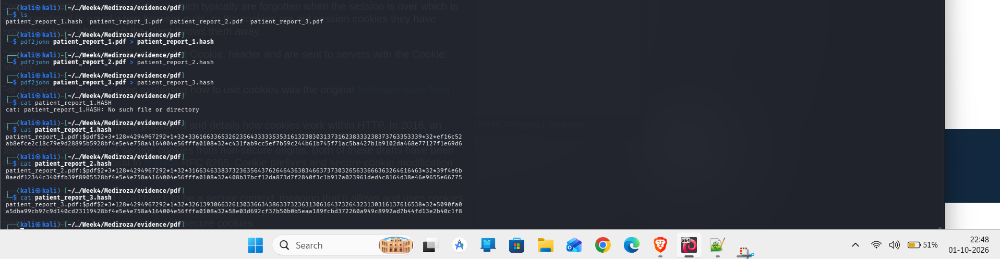 (kali㉿kali)-[~/…/Week4/Mediroza/evidence/pdf]
$ ls
patient_report_1.hash  patient_report_1.pdf  patient_report_2.pdf  patient_report_3.pdf
(kali㉿kali)-[~/…/Week4/Mediroza/evidence/pdf]
$ pdf2john patient_report_1.pdf > patient_report_1.hash
(kali㉿kali)-[~/…/Week4/Mediroza/evidence/pdf]
$ pdf2john patient_report_2.pdf > patient_report_2.hash
(kali㉿kali)-[~/…/Week4/Mediroza/evidence/pdf]
$ pdf2john patient_report_3.pdf > patient_report_3.hash
(kali㉿kali)-[~/…/Week4/Mediroza/evidence/pdf]
$ cat patient_report_1.HASH
cat: patient_report_1.HASH: No such file or directory
(kali㉿kali)-[~/…/Week4/Mediroza/evidence/pdf]
$ cat patient_report_1.hash
patient_report_1.pdf:$pdf$2*3*128*4294967292*1*32*3361663365326235643333353531613238303137316238333238373763353339*32*ef16c52
ab8efce2c18c79e9d28895b5928bf4e5e4e758a4164004e56fffa0108*32*c431fab9cc5ef7b59c244b61b745f71ac5ba427b1b9102da468e77127f1e69d6
(kali㉿kali)-[~/…/Week4/Mediroza/evidence/pdf]
$ cat patient_report_2.hash
patient_report_2.pdf:$pdf$2*3*128*4294967292*1*32*3166346338373236356437626464363834663737303265633666363264616463*32*39f4e6b
0aedf12344c340ffb39f8905528bf4e5e4e758a4164004e56fffa0108*32*408b37bcf12da873d7f2840f3c1b917a023961ded4c8164d38e46e9655e66775
(kali㉿kali)-[~/…/Week4/Mediroza/evidence/pdf]
$ cat patient_report_3.hash
patient_report_3.pdf:$pdf$2*3*128*4294967292*1*32*3261393066326130336643863373236313061643732643231303161376165 38*32*5090fa0
a5dba99cb97c9d140cd23119428bf4e5e4e758a4164004e56fffa0108*32*58e03d692cf37b50b0b5eaa189fcbd372260a949c8992ad7b44fd13e2b40c1f8
(kali㉿kali)-[~/…/Week4/Mediroza/evidence/pdf]
Search
x64
51%
22:48
01-10-2026